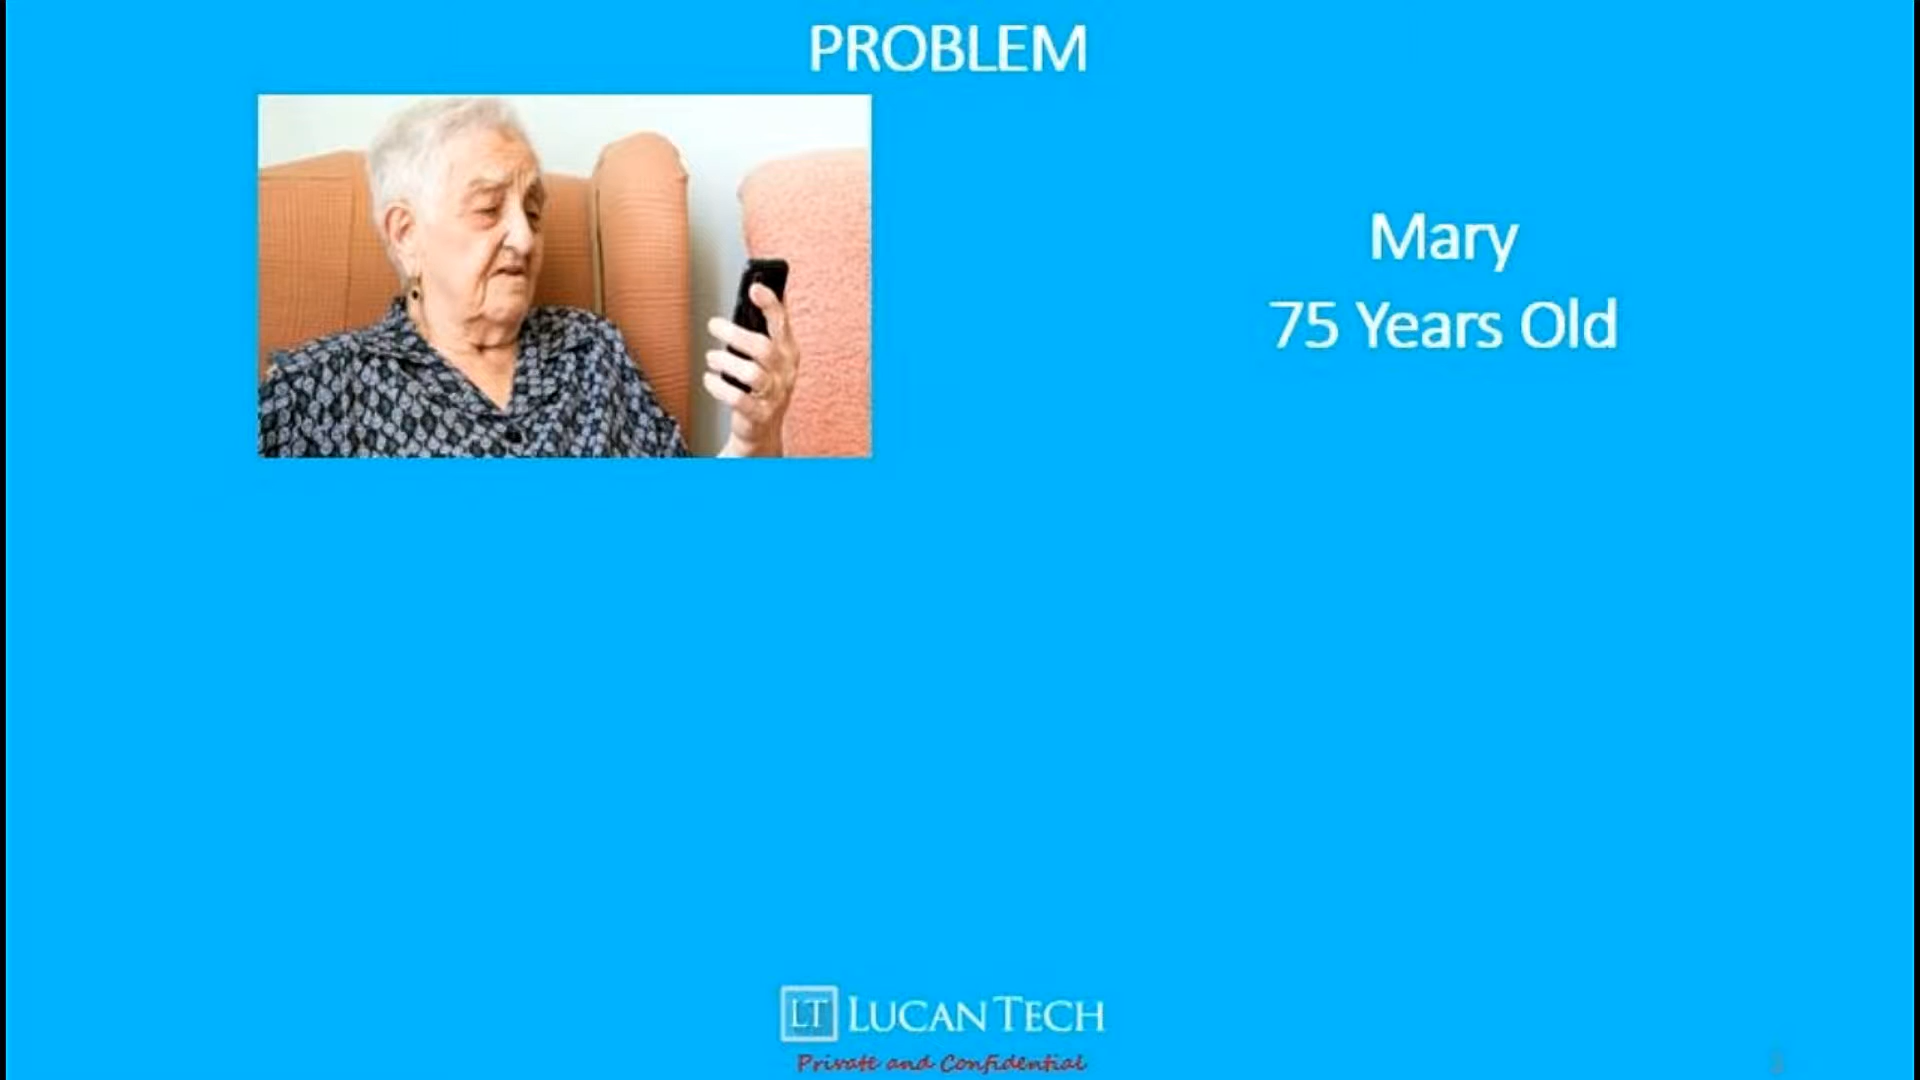 PROBLEM
Mary
75 Years Old
LT LUCAN TECH
Private and Confidential